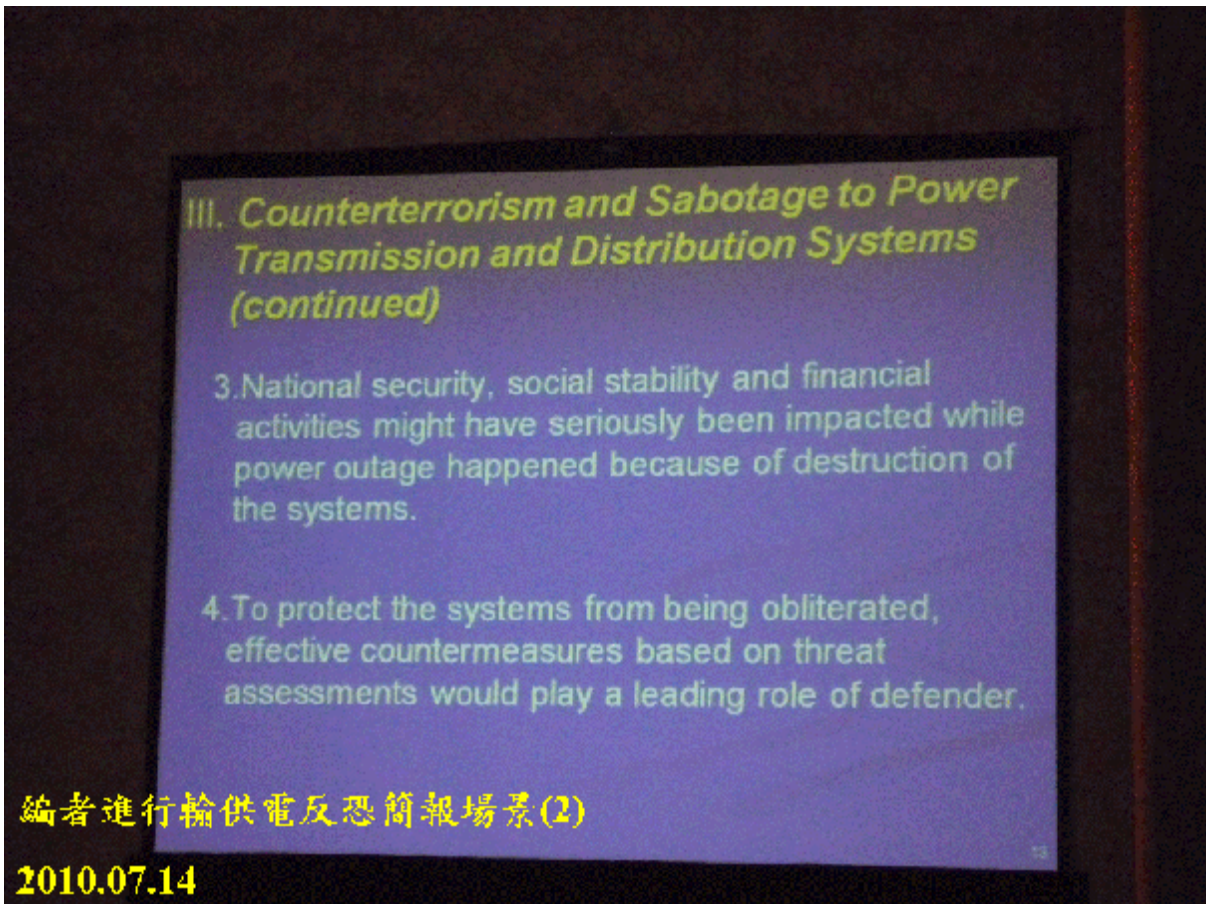 III. Counterterrorism and Sabotage to Power
Transmission and Distribution Systems
(continued)
3.National security, social stability and financial
activities might have seriously been impacted while
power outage happened because of destruction of
the systems.
4.To protect the systems from being obliterated,
effective countermeasures based on threat
assessments would play a leading role of defender.
13
編者進行輸供電反恐簡報場景(2)
2010.07.14